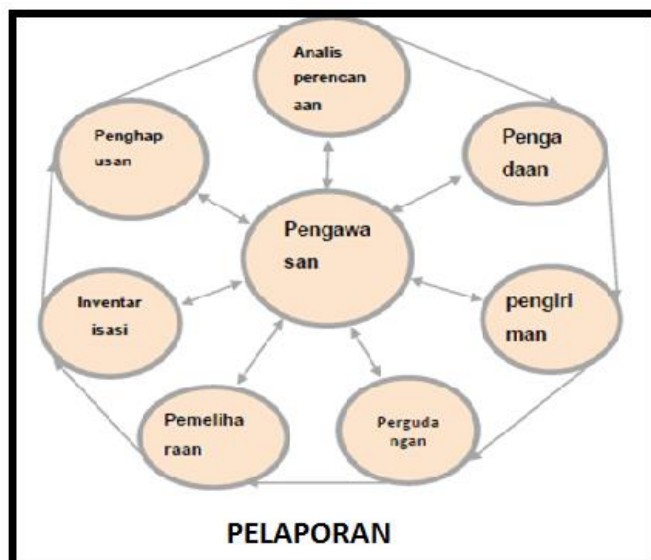 Analis
perencan
aan
Penga
daan
pengiri
man
Perguda
ngan
Pemeliha
raan
Inventar
isasi
Penghap
usan
Pengawa
san
PELAPORAN